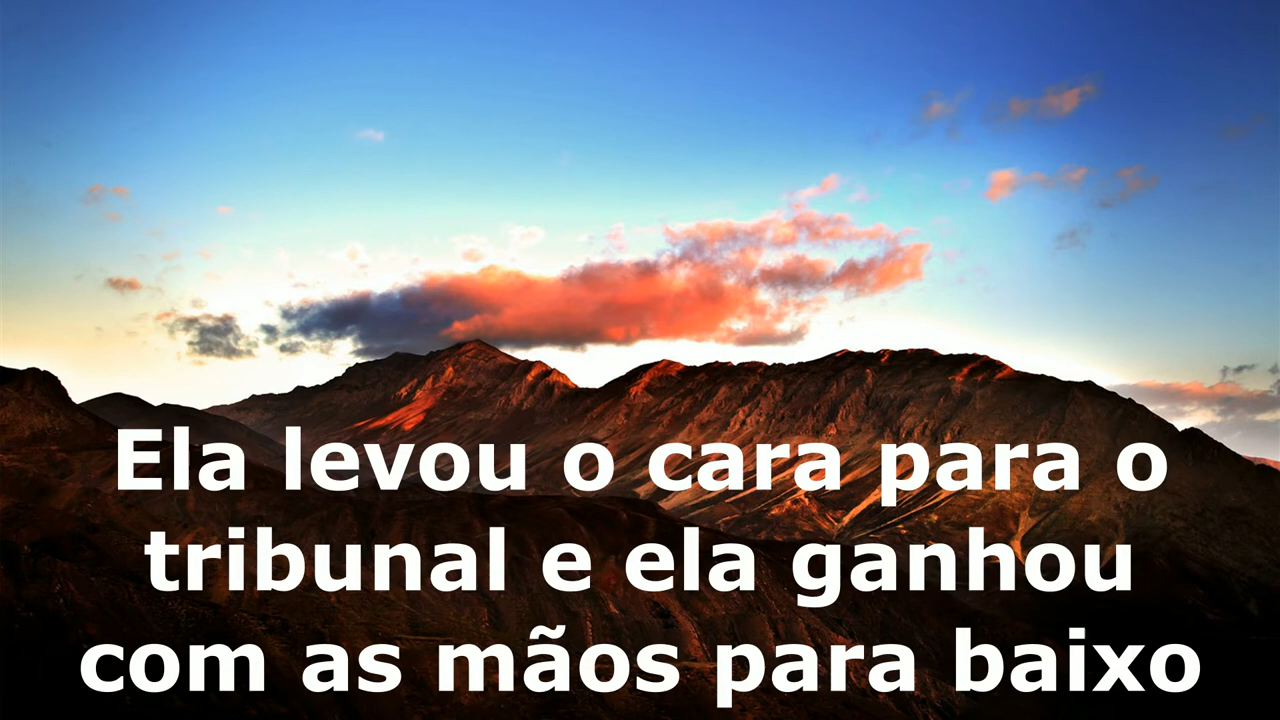 Ela levou o cara para o
tribunal e ela ganhou
com as mãos para baixo